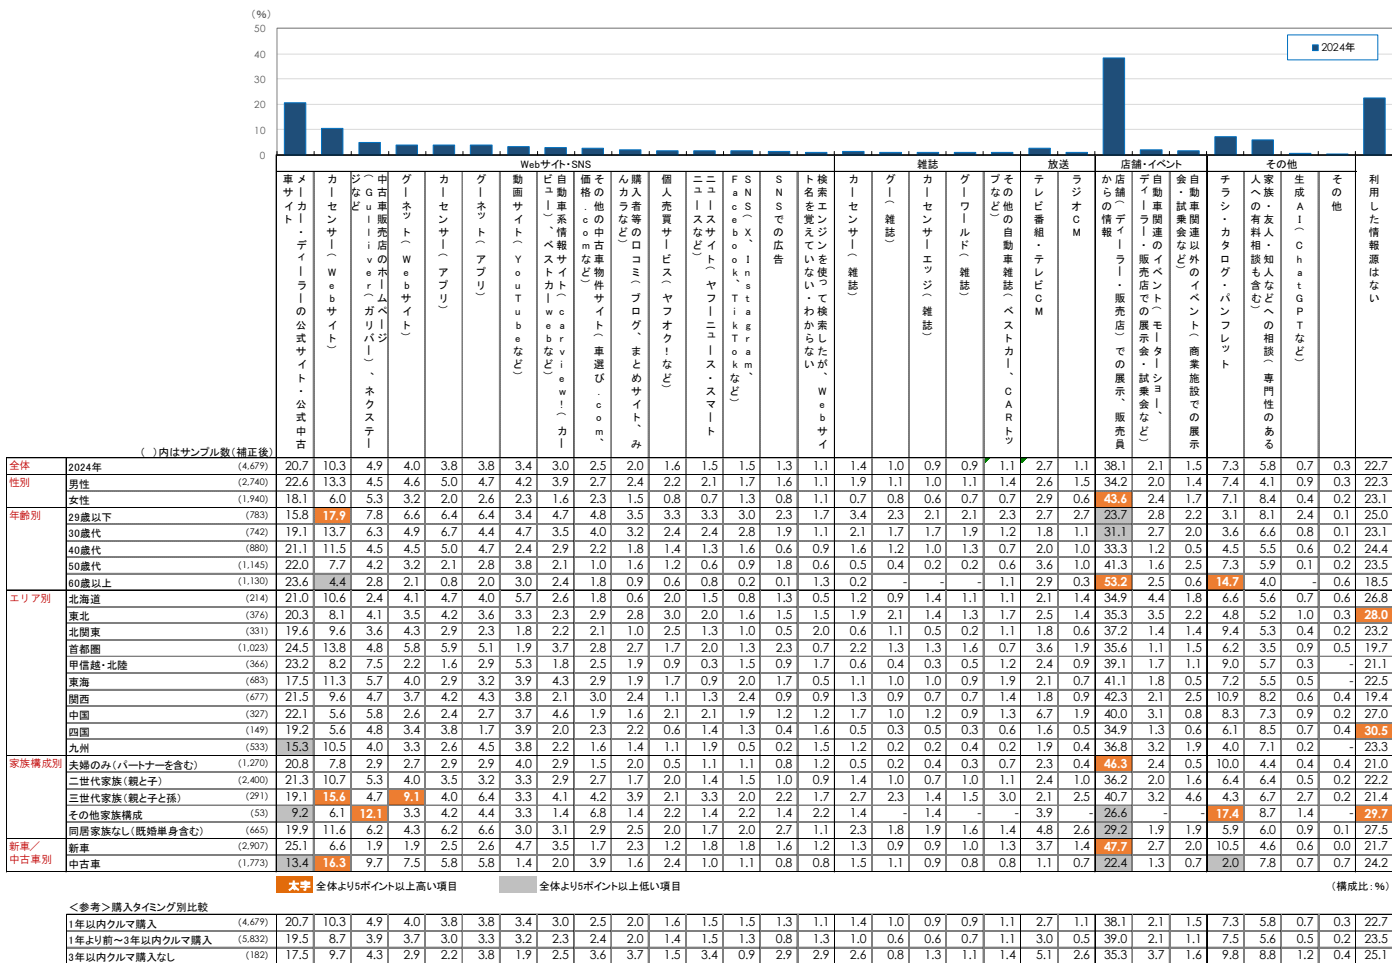 (%)
50
40
30
20
10
0
■2024年
Webサイト・SNS 雑誌 放送 店舗・イベント その他
メーカー・ディーラーの公式サイト・公式中古車サイト
カーセンサー(Webサイト)
中古車販売店のホームページ(Gulliver(ガリバー)、ネクステージなど
グーネット(Webサイト)
カーセンサー(アプリ)
グーネット(アプリ)
動画サイト(YouTubeなど)
自動車系情報サイト(carview!(カービュー)、ベストカーwebなど)
その他の中古車物件サイト(車選び.com、価格.comなど)
購入者等の口コミ(ブログ、まとめサイト、みんカラなど)
個人売買サービス(ヤフオク!など)
ニュースサイト(ヤフーニュース・スマートニュースなど)
SNS(X、Instagram、Facebook、TikTokなど)
SNSでの広告
検索エンジンを使って検索したが、Webサイト名を覚えていない・わからない
カーセンサー(雑誌)
グー(雑誌)
カーセンサーエッジ(雑誌)
グーワールド(雑誌)
その他の自動車雑誌(ベストカー、CARトップなど)
テレビ番組・テレビCM
ラジオCM
店舗(ディーラー・販売店)での展示、販売員からの情報
自動車関連のイベント(モーターショー、ディーラー・販売店での展示会・試乗会など)
自動車関連以外のイベント(商業施設での展示会・試乗会など)
チラシ・カタログ・パンフレット
家族・友人・知人などへの相談(専門性のある人への有料相談も含む)
生成AI(ChatGPTなど)
その他
利用した情報源はない
( )内はサンプル数(補正後)
全体 2024年 (4,679) 20.7 10.3 4.9 4.0 3.8 3.8 3.4 3.0 2.5 2.0 1.6 1.5 1.5 1.3 1.1 1.4 1.0 0.9 0.9 1.1 2.7 1.1 38.1 2.1 1.5 7.3 5.8 0.7 0.3 22.7
性別 男性 (2,740) 22.6 13.3 4.5 4.6 5.0 4.7 4.2 3.9 2.7 2.4 2.2 2.1 1.7 1.6 1.1 1.9 1.1 1.0 1.1 1.4 2.6 1.5 34.2 2.0 1.4 7.4 4.1 0.9 0.3 22.3
女性 (1,940) 18.1 6.0 5.3 3.2 2.0 2.6 2.3 1.6 2.3 1.5 0.8 0.7 1.3 0.8 1.1 0.7 0.8 0.6 0.7 0.7 2.9 0.6 43.6 2.4 1.7 7.1 8.4 0.4 0.2 23.1
年齢別 29歳以下 (783) 15.8 17.9 7.8 6.6 6.4 6.4 3.4 4.7 4.8 3.5 3.3 3.3 3.0 2.3 1.7 3.4 2.3 2.1 2.1 2.3 2.7 2.7 23.7 2.8 2.2 3.1 8.1 2.4 0.1 25.0
30歳代 (742) 19.1 13.7 6.3 4.9 6.7 4.4 4.7 3.5 4.0 3.2 2.4 2.4 2.8 1.9 1.1 2.1 1.7 1.7 1.9 1.2 1.8 1.1 31.1 2.7 2.0 3.6 6.6 0.8 0.1 23.1
40歳代 (880) 21.1 11.5 4.5 4.5 5.0 4.7 2.4 2.9 2.2 1.8 1.4 1.3 1.6 0.6 0.9 1.6 1.2 1.0 1.3 0.7 2.0 1.0 33.3 1.2 0.5 4.5 5.5 0.6 0.2 24.4
50歳代 (1,145) 22.0 7.7 4.2 3.2 2.1 2.8 3.8 2.1 1.0 1.6 1.2 0.6 0.9 1.8 0.6 0.5 0.4 0.2 0.2 0.6 3.6 1.0 41.3 1.6 2.5 7.3 5.9 0.1 0.2 23.5
60歳以上 (1,130) 23.6 4.4 2.8 2.1 0.8 2.0 3.0 2.4 1.8 0.9 0.6 0.8 0.2 0.1 1.3 0.2 - - - 1.1 2.9 0.3 53.2 2.5 0.6 14.7 4.0 - 0.6 18.5
エリア別 北海道 (214) 21.0 10.6 2.4 4.1 4.7 4.0 5.7 2.6 1.8 0.6 2.0 1.5 0.8 1.3 0.5 1.2 0.9 1.4 1.1 1.1 2.1 1.4 34.9 4.4 1.8 6.6 5.6 0.7 0.6 26.8
東北 (376) 20.3 8.1 4.1 3.5 4.2 3.6 3.3 2.3 2.9 2.8 3.0 2.0 1.6 1.5 1.5 1.9 2.1 1.4 1.3 1.7 2.5 1.4 35.3 3.5 2.2 4.8 5.2 1.0 0.3 28.0
北関東 (331) 19.6 9.6 3.6 4.3 2.9 2.3 1.8 2.2 2.1 1.0 2.5 1.3 1.0 0.5 2.0 0.6 1.1 0.5 0.2 1.1 1.8 0.6 37.2 1.4 1.4 9.4 5.3 0.4 0.2 23.2
首都圏 (1,023) 24.5 13.8 4.8 5.8 5.9 5.1 1.9 3.7 2.8 2.7 1.7 2.0 1.3 2.3 0.7 2.2 1.3 1.3 1.6 0.7 3.6 1.9 35.6 1.1 1.5 6.2 3.5 0.9 0.5 19.7
甲信越・北陸 (366) 23.2 8.2 7.5 2.2 1.6 2.9 5.3 1.8 2.5 1.9 0.9 0.3 1.5 0.9 1.7 0.6 0.4 0.3 0.5 1.2 2.4 0.9 39.1 1.7 1.1 9.0 5.7 0.3 - 21.1
東海 (683) 17.5 11.3 5.7 4.0 2.9 3.2 3.9 4.3 2.9 1.9 1.7 0.9 2.0 1.7 0.5 1.1 1.0 1.0 0.9 1.9 2.1 0.7 41.1 1.8 0.5 7.2 5.5 0.5 - 22.5
関西 (677) 21.5 9.6 4.7 3.7 4.2 4.3 3.8 2.1 3.0 2.4 1.1 1.3 2.4 0.9 0.9 1.3 0.9 0.7 0.7 1.4 1.8 0.9 42.3 2.1 2.5 10.9 8.2 0.6 0.4 19.4
中国 (327) 22.1 5.6 5.8 2.6 2.4 2.7 3.7 4.6 1.9 1.6 2.1 2.1 1.9 1.2 1.2 1.7 1.0 1.2 0.9 1.3 6.7 1.9 40.0 3.1 0.8 8.3 7.3 0.9 0.2 27.0
四国 (149) 19.2 5.6 4.8 3.4 3.8 1.7 3.9 2.0 2.3 2.2 0.6 1.4 1.3 0.4 1.6 0.5 0.3 0.5 0.3 0.6 1.6 0.5 34.9 1.3 0.6 6.1 8.5 0.7 0.4 30.5
九州 (533) 15.3 10.5 4.0 3.3 2.6 4.5 3.8 2.2 1.6 1.4 1.1 1.9 0.5 0.2 1.5 1.2 0.2 0.2 0.4 0.2 1.9 0.4 36.8 3.2 1.9 4.0 7.1 0.2 - 23.3
家族構成別 夫婦のみ(パートナーを含む) (1,270) 20.8 7.8 2.9 2.7 2.9 2.9 4.0 2.9 1.5 2.0 0.5 1.1 1.1 0.8 1.2 0.5 0.2 0.4 0.3 0.7 2.3 0.4 46.3 2.4 0.5 10.0 4.4 0.4 0.4 21.0
二世代家族(親と子) (2,400) 21.3 10.7 5.3 4.0 3.5 3.2 3.3 2.9 2.7 1.7 2.0 1.4 1.5 1.0 0.9 1.4 1.0 0.7 1.0 1.1 2.4 1.0 36.2 2.0 1.6 6.4 6.4 0.5 0.2 22.2
三世代家族(親と子と孫) (291) 19.1 15.6 4.7 9.1 4.0 6.4 3.3 4.1 4.2 3.9 2.1 3.3 2.0 2.2 1.7 2.7 2.3 1.4 1.5 3.0 2.1 2.5 40.7 3.2 4.6 4.3 6.7 2.7 0.2 21.4
その他家族構成 (53) 9.2 6.1 12.1 3.3 4.2 4.4 3.3 1.4 6.8 1.4 2.2 1.4 2.2 1.4 2.2 1.4 - 1.4 - - 3.9 - 26.6 - - 17.4 8.7 1.4 - 29.7
同居家族なし(既婚単身含む) (665) 19.9 11.6 6.2 4.3 6.2 6.6 3.0 3.1 2.9 2.5 2.0 1.7 2.0 2.7 1.1 2.3 1.8 1.9 1.6 1.4 4.8 2.6 29.2 1.9 1.9 5.9 6.0 0.9 0.1 27.5
新車/中古車別 新車 (2,907) 25.1 6.6 1.9 1.9 2.5 2.6 4.7 3.5 1.7 2.3 1.2 1.8 1.8 1.6 1.2 1.3 0.9 0.9 1.0 1.3 3.7 1.4 47.7 2.7 2.0 10.5 4.6 0.6 0.0 21.7
中古車 (1,773) 13.4 16.3 9.7 7.5 5.8 5.8 1.4 2.0 3.9 1.6 2.4 1.0 1.1 0.8 0.8 1.5 1.1 0.9 0.8 0.8 1.1 0.7 22.4 1.3 0.7 2.0 7.8 0.7 0.7 24.2
太字 全体より5ポイント以上高い項目 全体より5ポイント以上低い項目 (構成比:%)
<参考>購入タイミング別比較
1年以内クルマ購入 (4,679) 20.7 10.3 4.9 4.0 3.8 3.8 3.4 3.0 2.5 2.0 1.6 1.5 1.5 1.3 1.1 1.4 1.0 0.9 0.9 1.1 2.7 1.1 38.1 2.1 1.5 7.3 5.8 0.7 0.3 22.7
1年より前~3年以内クルマ購入 (5,832) 19.5 8.7 3.9 3.7 3.0 3.3 3.2 2.3 2.4 2.0 1.4 1.5 1.3 0.8 1.3 1.0 0.6 0.6 0.7 1.1 3.0 0.5 39.0 2.1 1.1 7.5 5.6 0.5 0.2 23.5
3年以内クルマ購入なし (182) 17.5 9.7 4.3 2.9 2.2 3.8 1.9 2.5 3.6 3.7 1.5 3.4 0.9 2.9 2.9 2.6 0.8 1.3 1.1 1.4 5.1 2.6 35.3 3.7 1.6 9.8 8.8 1.2 0.4 25.1